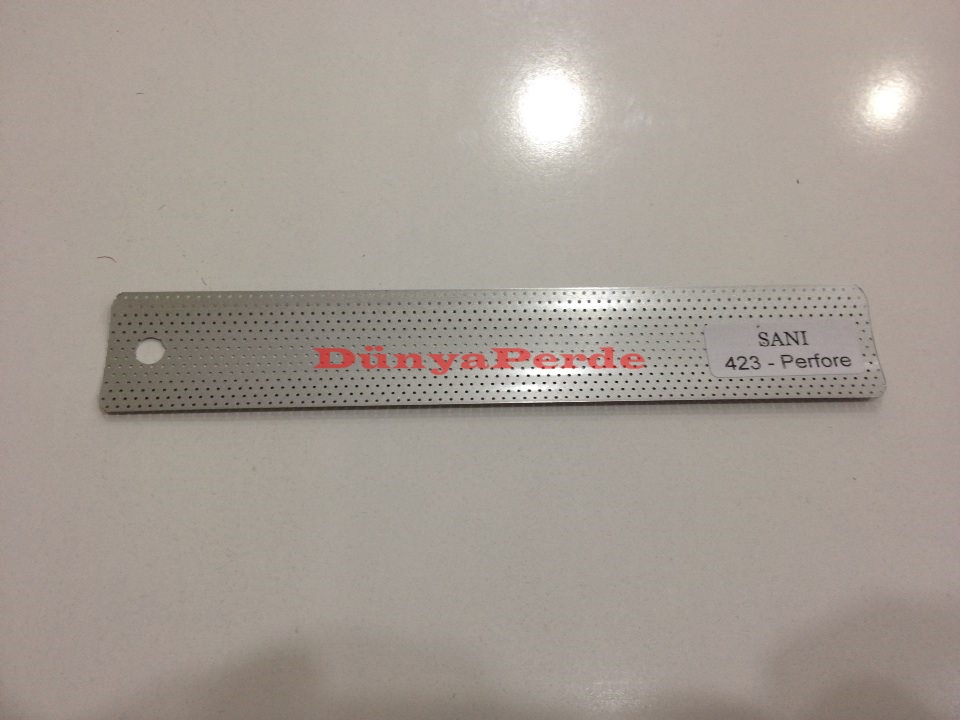 DünyaPerde
SANI
423 - Perfore